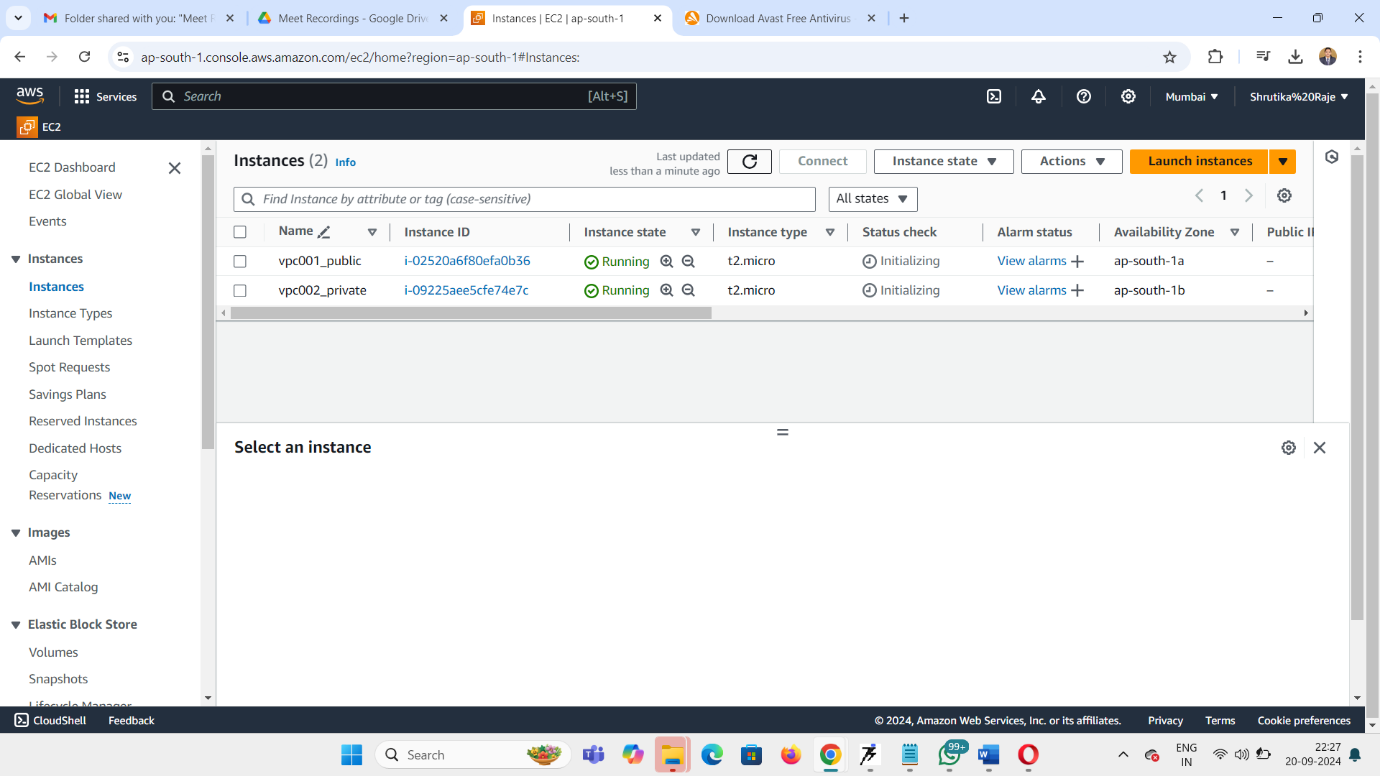 Folder shared with you: "Meet R
Meet Recordings - Google Drive
Instances | EC2 | ap-south-1
Download Avast Free Antivirus
ap-south-1.console.aws.amazon.com/ec2/home?region=ap-south-1#Instances:
aws
Services
Search
[Alt+S]
Mumbai
Shrutika%20Raje
EC2
EC2 Dashboard
EC2 Global View
Events
Instances
Instances
Instance Types
Launch Templates
Spot Requests
Savings Plans
Reserved Instances
Dedicated Hosts
Capacity
Reservations New
Images
AMIs
AMI Catalog
Elastic Block Store
Volumes
Snapshots
Lifecycle Manager
Instances (2) Info
Last updated
less than a minute ago
Connect
Instance state
Actions
Launch instances
Find Instance by attribute or tag (case-sensitive)
All states
1
Name Instance ID Instance state Instance type Status check Alarm status Availability Zone Public I
vpc001_public i-02520a6f80efa0b36 Running t2.micro Initializing View alarms ap-south-1a –
vpc002_private i-09225aee5cfe74e7c Running t2.micro Initializing View alarms ap-south-1b –
Select an instance
CloudShell Feedback
© 2024, Amazon Web Services, Inc. or its affiliates. Privacy Terms Cookie preferences
Search
99+
ENG
IN
22:27
20-09-2024